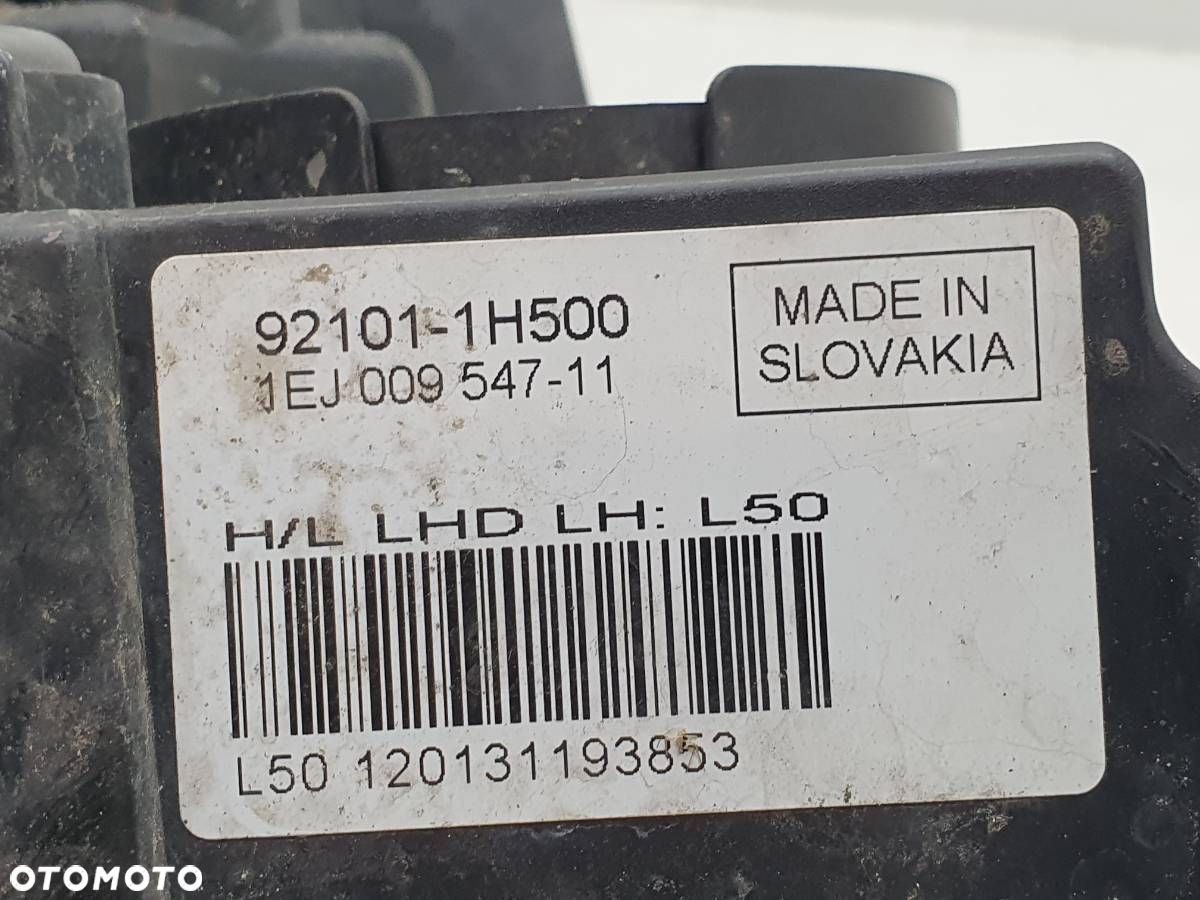 92101-1H500
1EJ 009 547-11
MADE IN
SLOVAKIA
H/L LHD LH: L50
L50 120131193853
OTOMOTO